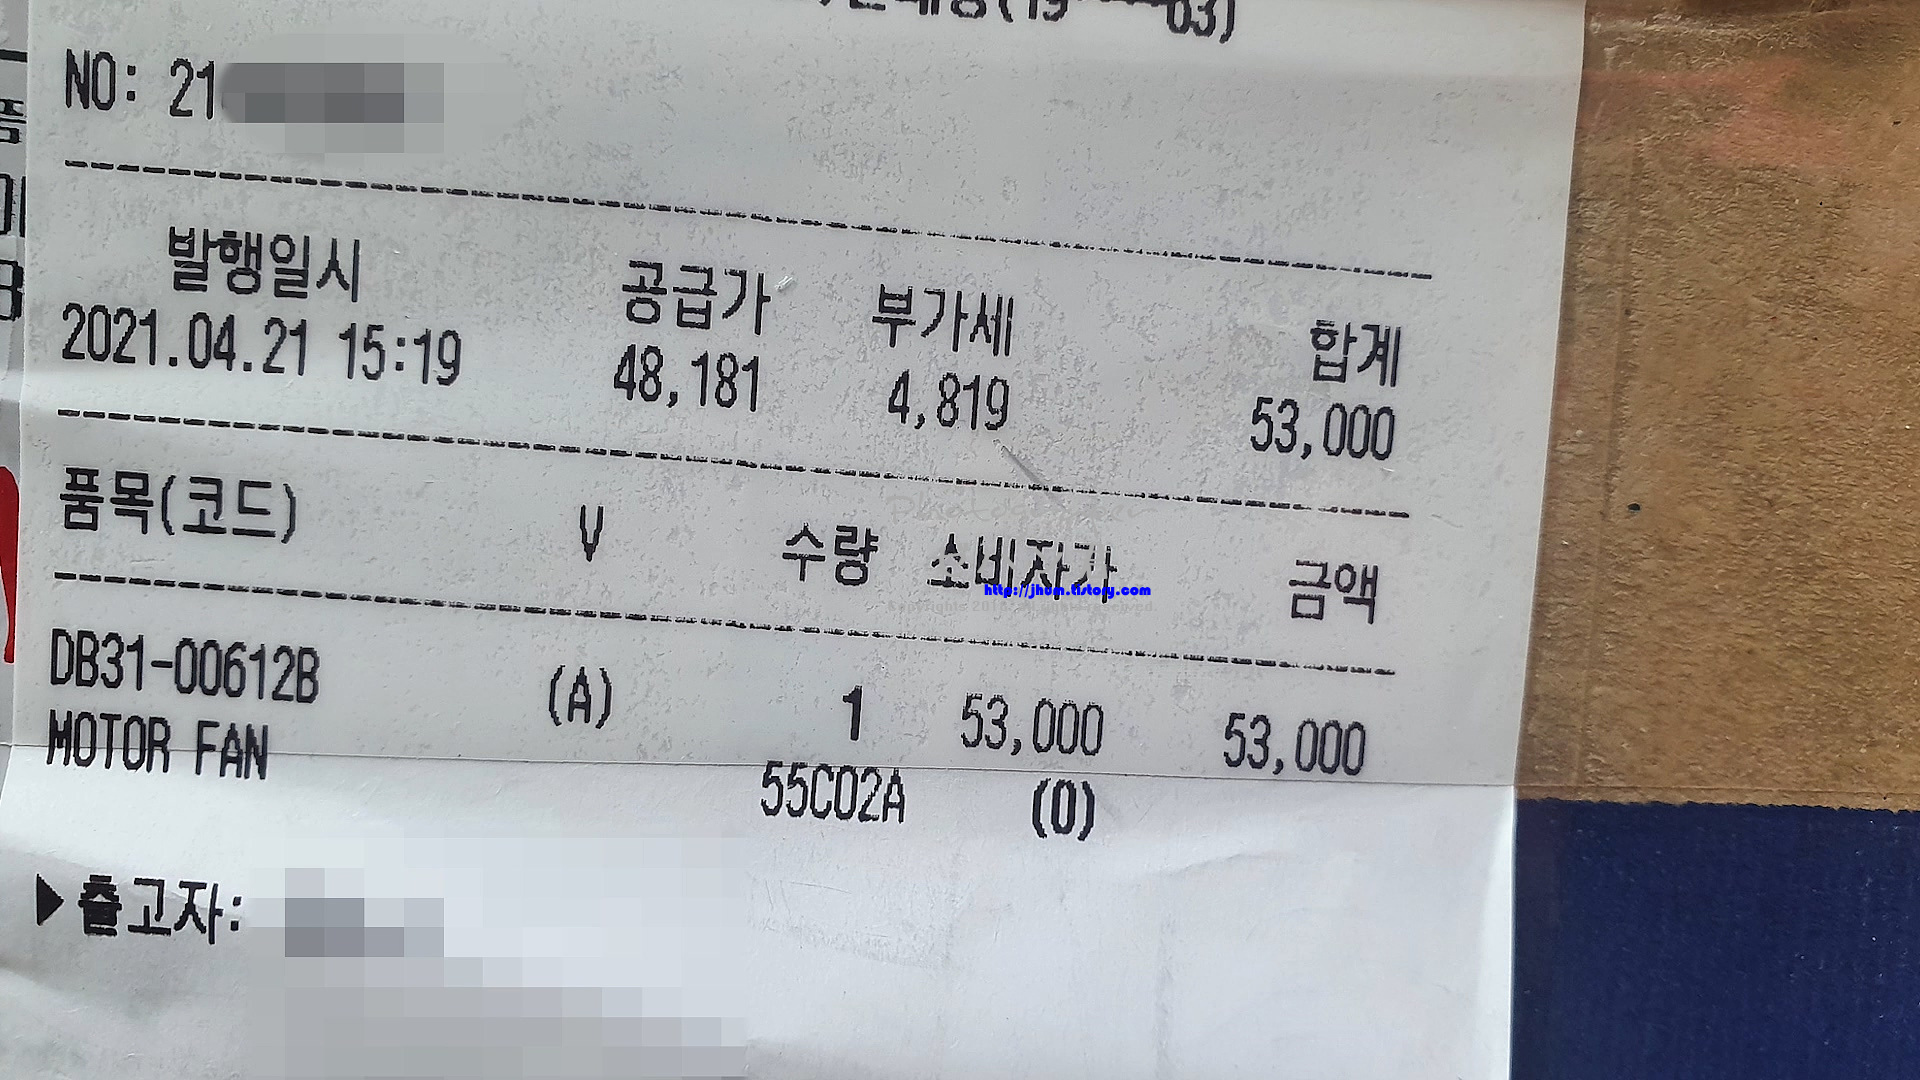 NO: 21
발행일시 공급가 부가세 합계
2021.04.21 15:19 48,181 4,819 53,000
품목(코드) V 수량 소비자가 금액
http://jhom.tistory.com
DB31-00612B (A) 1 53,000 53,000
MOTOR FAN 55C02A (0)
▶출고자: